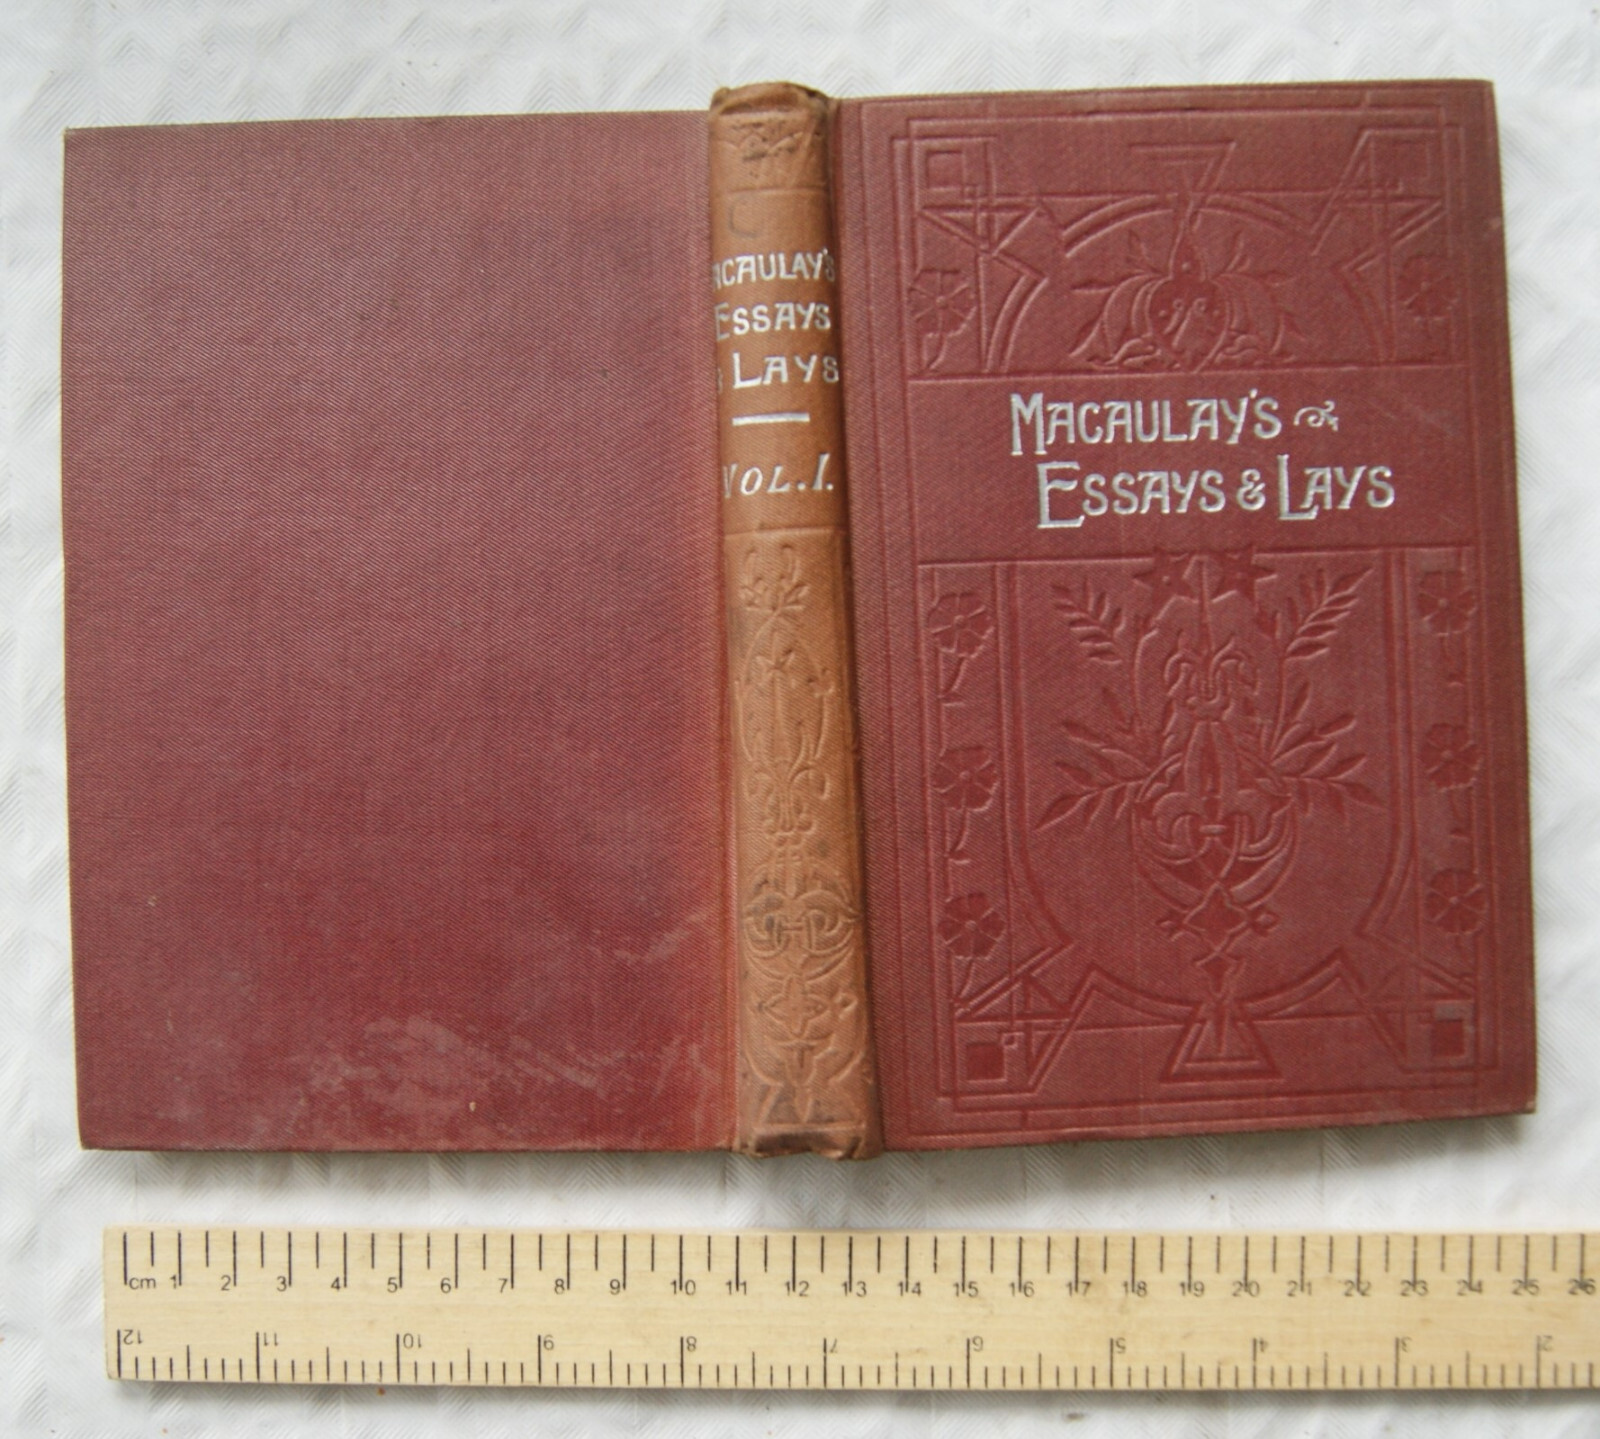 ACAULAY'S
ESSAYS
& LAYS
VOL. I.
MACAULAY'S
ESSAYS & LAYS
cm 1 2 3 4 5 6 7 8 9 10 11 12 13 14 15 16 17 18 19 20 21 22 23 24 25 26
12 11 10 9 8 7 6 5 4 3 2